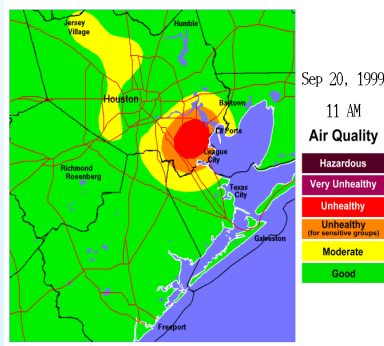 Jersey
Village
Humble
Houston
Baytown
La Porte
League
City
Richmond
Rosenberg
Texas
City
Galveston
Freeport
Sep 20, 1999
11 AM
Air Quality
Hazardous
Very Unhealthy
Unhealthy
Unhealthy
(for sensitive groups)
Moderate
Good